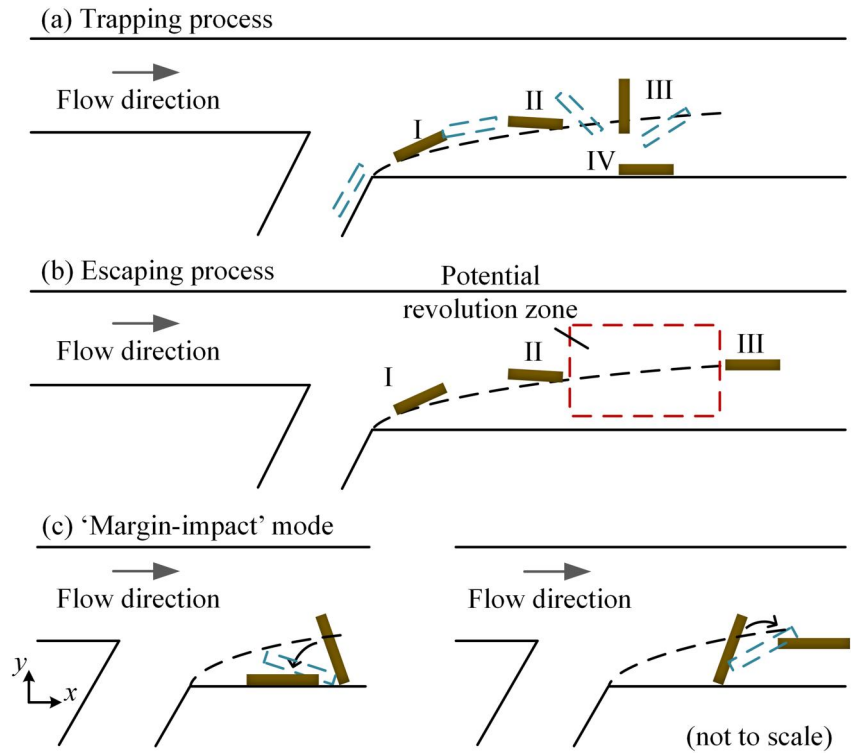 (a) Trapping process
Flow direction
I
II
III
IV
(b) Escaping process
Potential
revolution zone
Flow direction
I
II
III
(c) ‘Margin-impact’ mode
Flow direction
Flow direction
y
x
(not to scale)